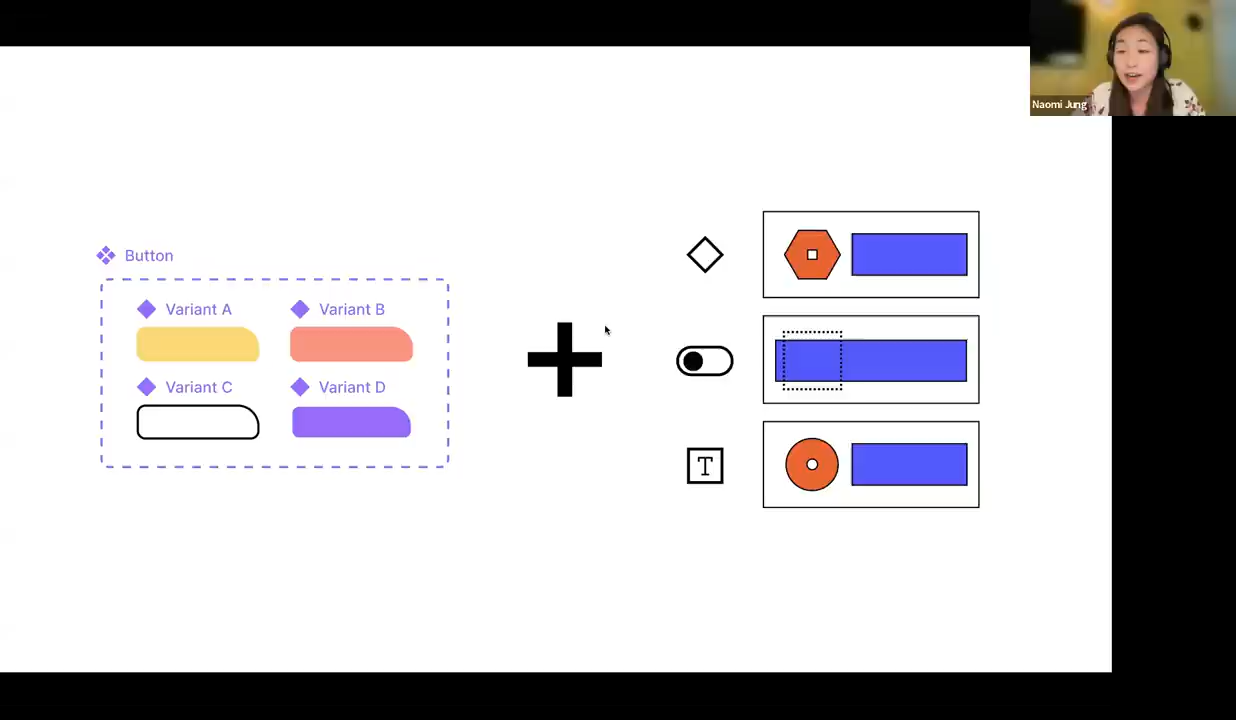 Naomi Jung
Button
Variant A
Variant B
Variant C
Variant D
T